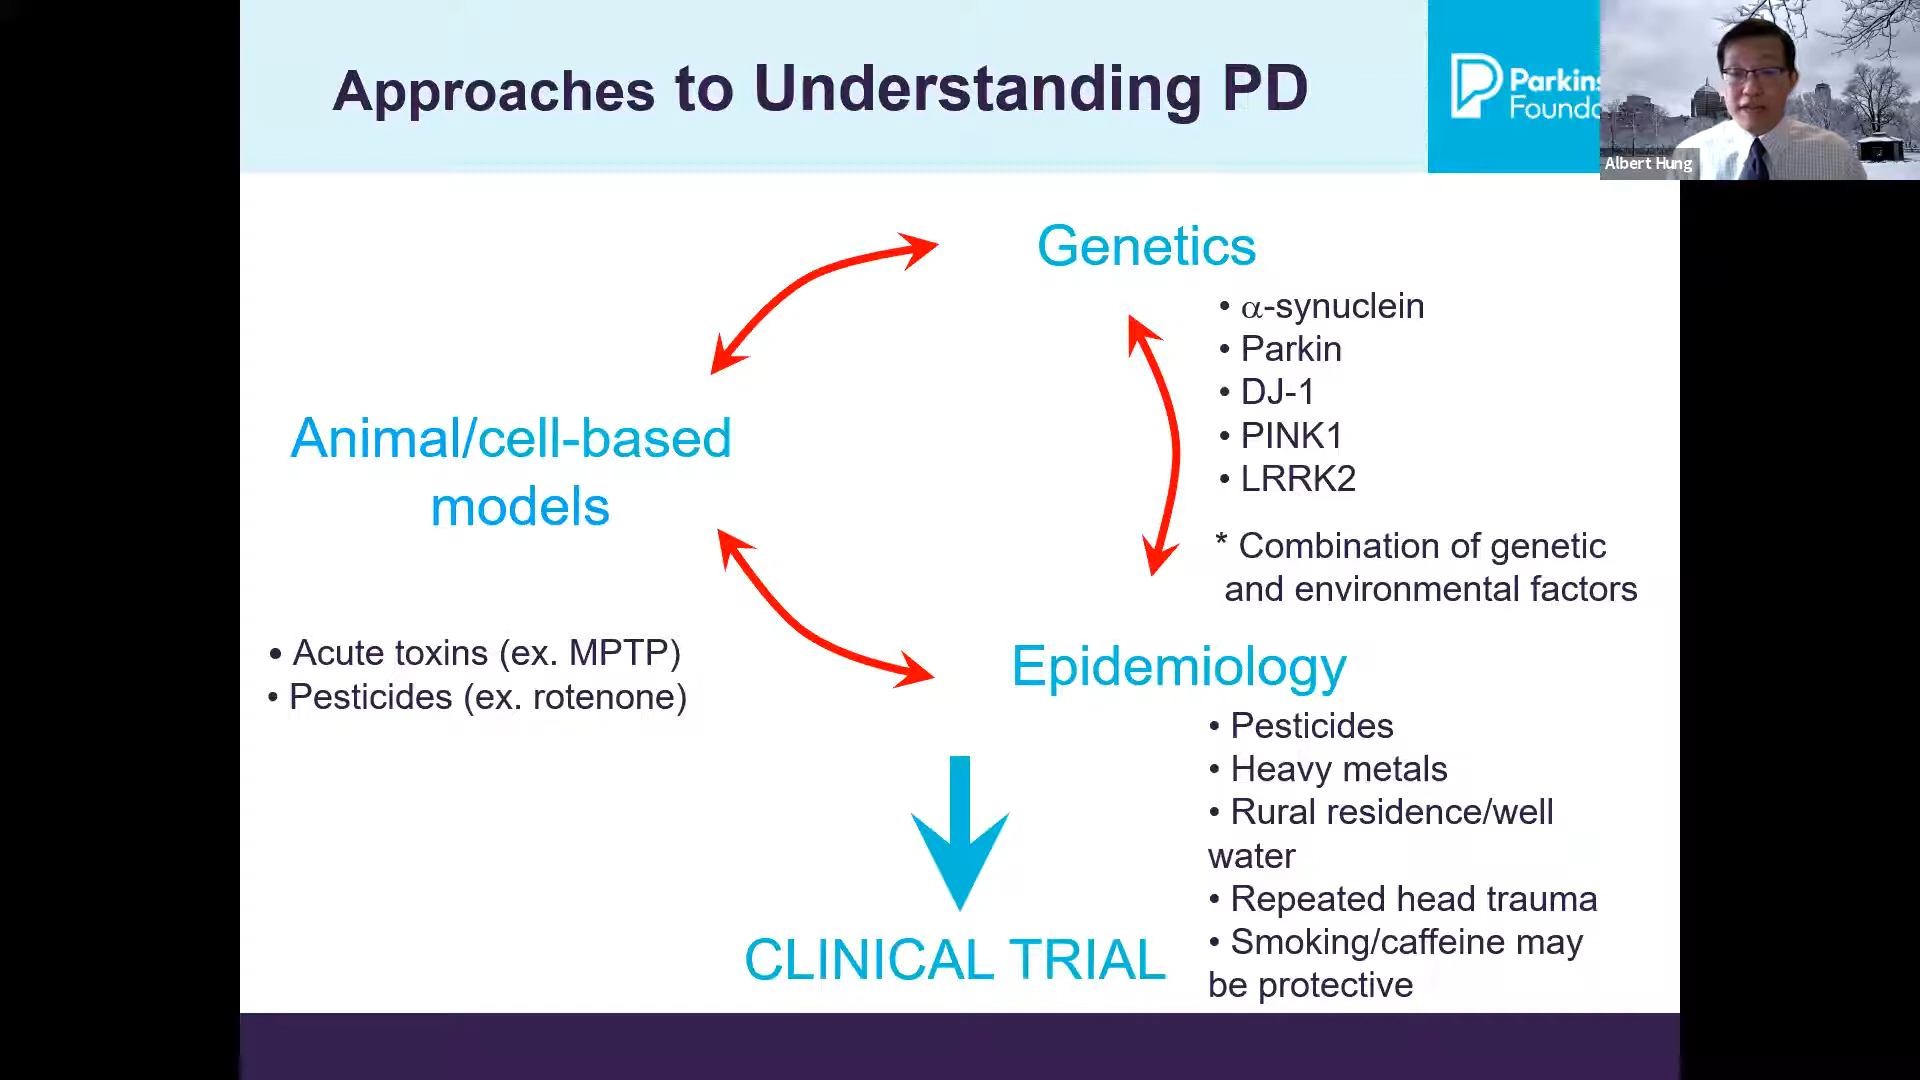 Approaches to Understanding PD
Parkins
Founda
Albert Hung
Genetics
• α-synuclein
• Parkin
• DJ-1
• PINK1
• LRRK2
* Combination of genetic
and environmental factors
Animal/cell-based
models
• Acute toxins (ex. MPTP)
• Pesticides (ex. rotenone)
Epidemiology
• Pesticides
• Heavy metals
• Rural residence/well
water
• Repeated head trauma
• Smoking/caffeine may
be protective
CLINICAL TRIAL